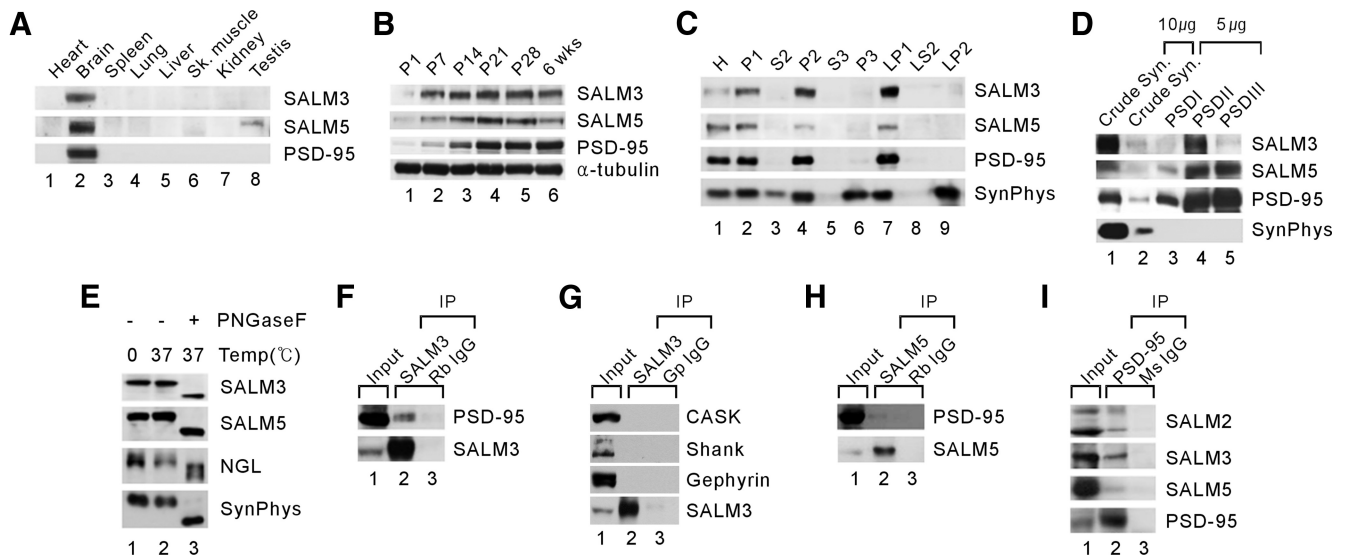 A
Heart
Brain
Spleen
Lung
Liver
Sk. muscle
Kidney
Testis
SALM3
SALM5
PSD-95
1 2 3 4 5 6 7 8
B
P1
P7
P14
P21
P28
6 wks
SALM3
SALM5
PSD-95
α-tubulin
1 2 3 4 5 6
C
H
P1
S2
P2
S3
P3
LP1
LS2
LP2
SALM3
SALM5
PSD-95
SynPhys
1 2 3 4 5 6 7 8 9
D
10 µg 5 µg
Crude Syn.
Crude Syn.
PSDI
PSDII
PSDIII
SALM3
SALM5
PSD-95
SynPhys
1 2 3 4 5
E
- - + PNGaseF
0 37 37 Temp(℃)
SALM3
SALM5
NGL
SynPhys
1 2 3
F
IP
Input
SALM3
Rb IgG
PSD-95
SALM3
1 2 3
G
IP
Input
SALM3
Gp IgG
CASK
Shank
Gephyrin
SALM3
1 2 3
H
IP
Input
SALM5
Rb IgG
PSD-95
SALM5
1 2 3
I
IP
Input
PSD-95
Ms IgG
SALM2
SALM3
SALM5
PSD-95
1 2 3